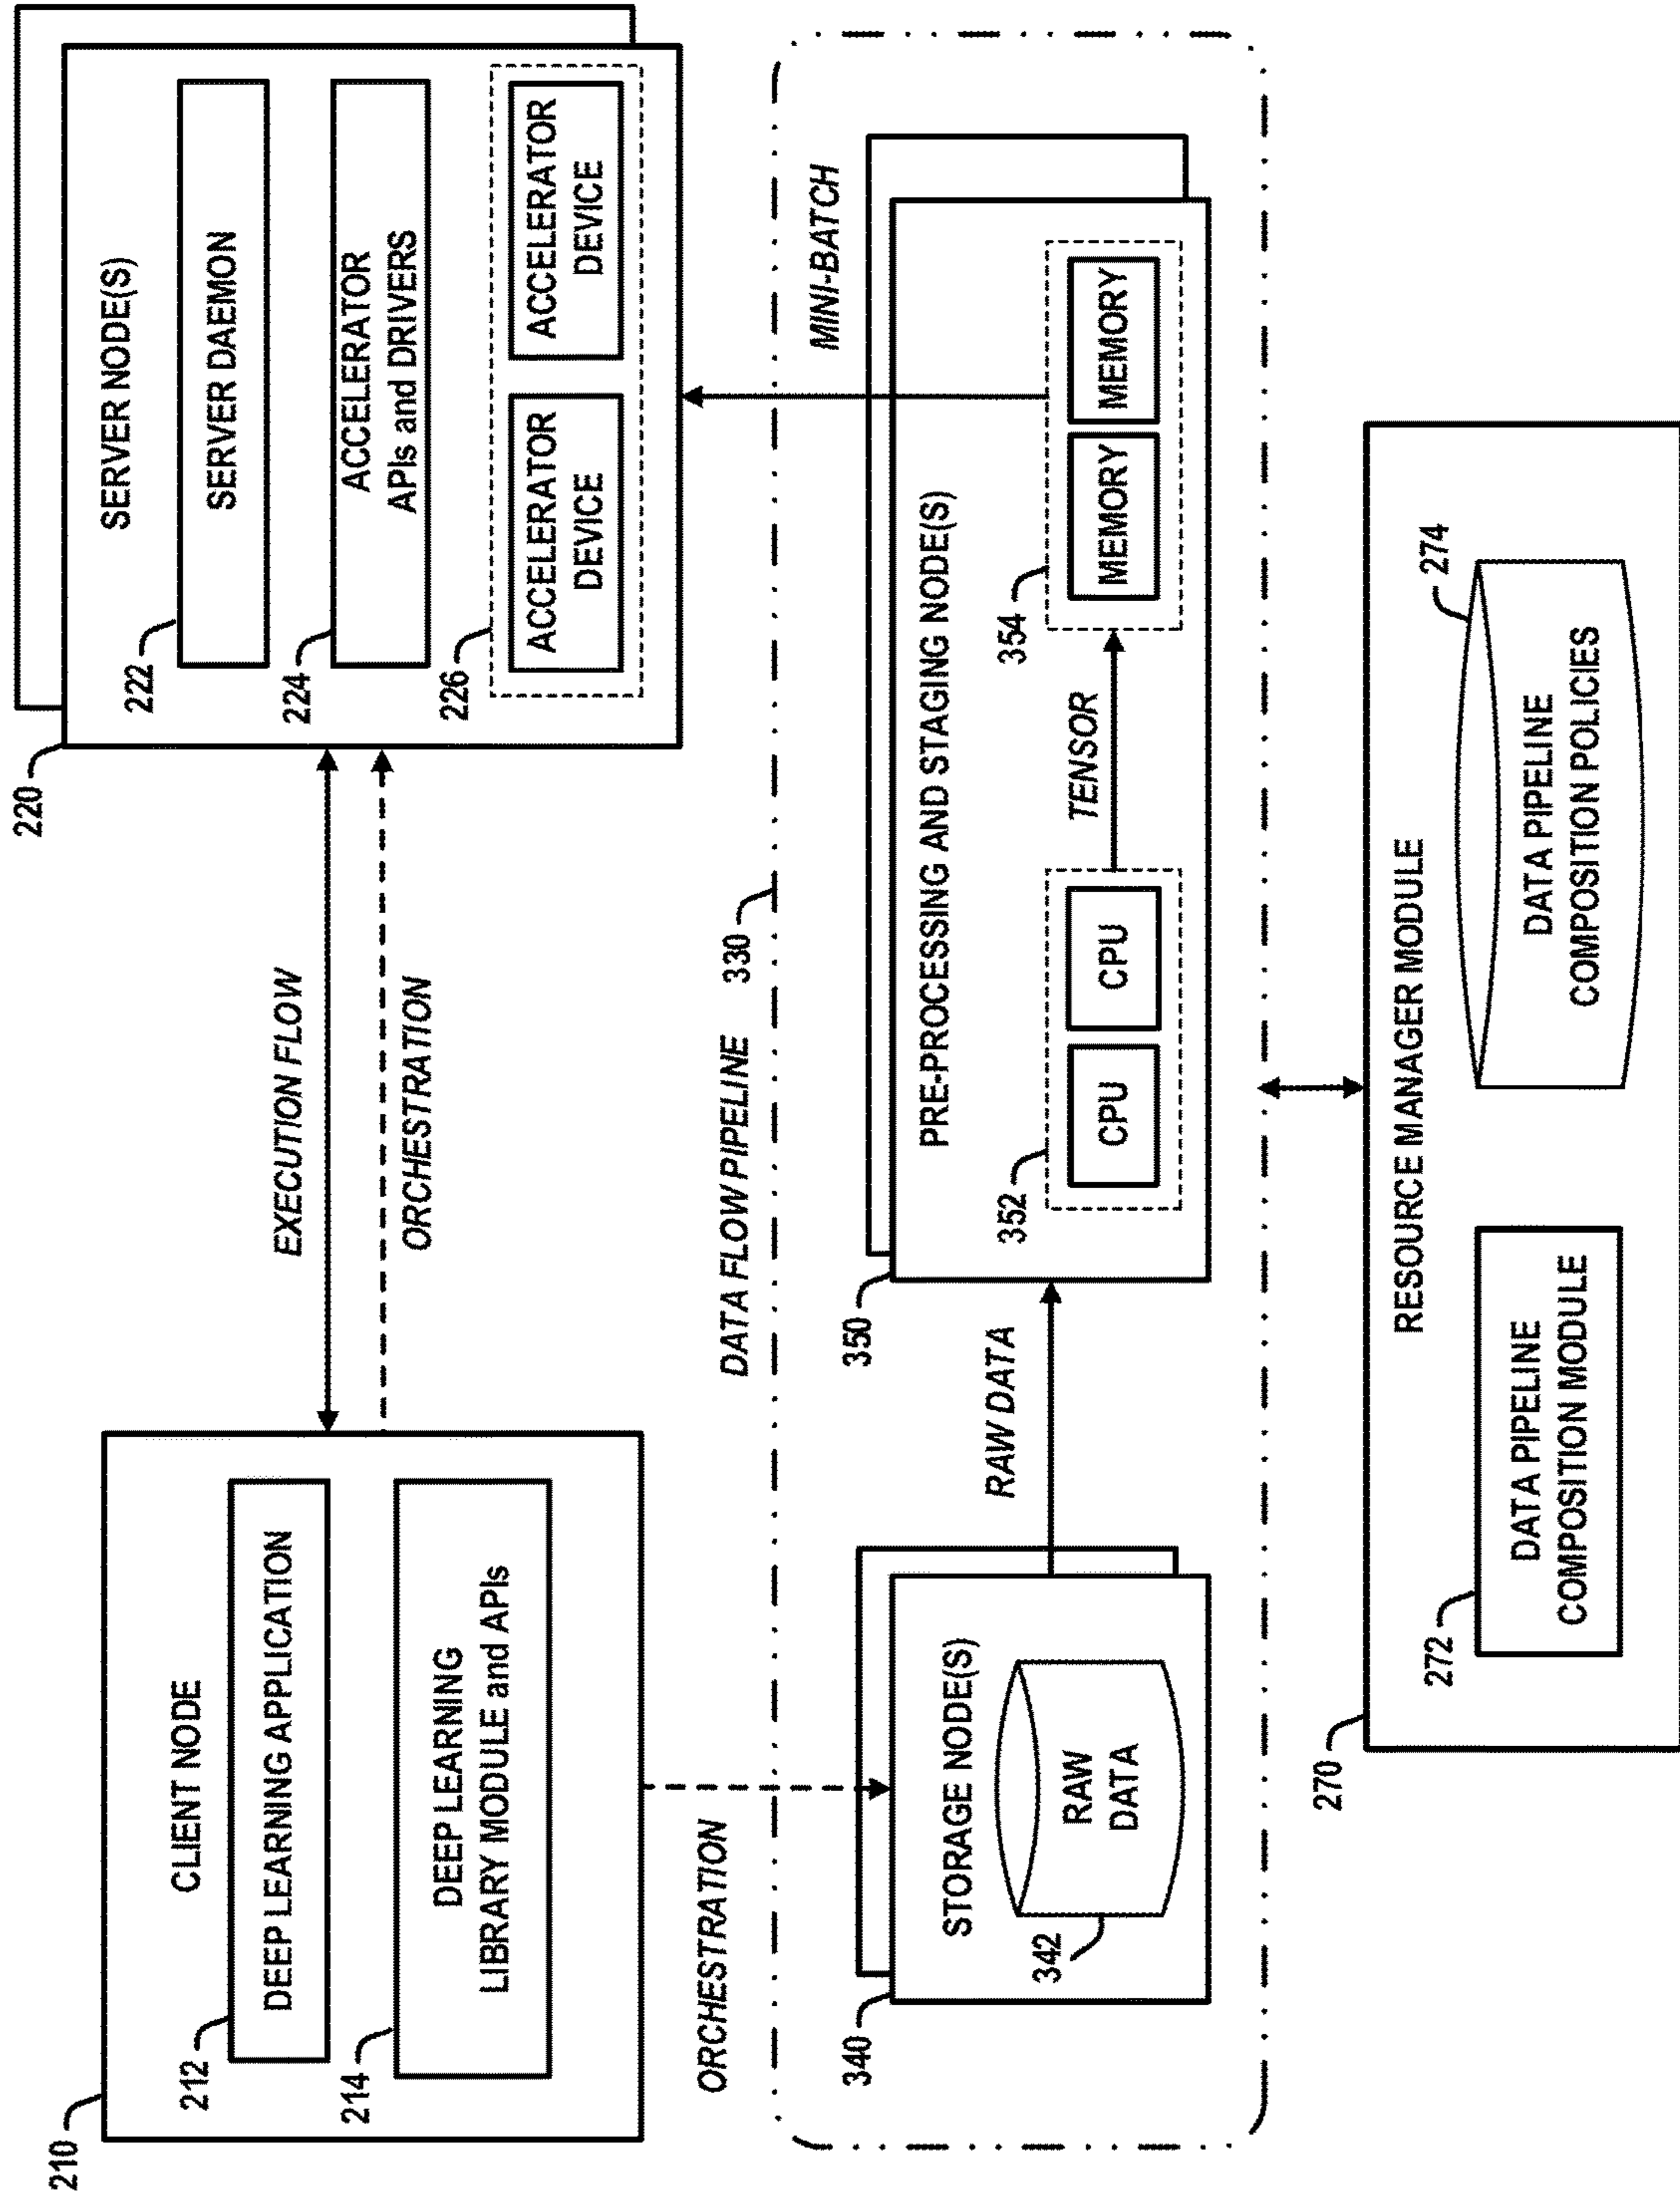 210
CLIENT NODE
212
DEEP LEARNING APPLICATION
214
DEEP LEARNING
LIBRARY MODULE and APIs
EXECUTION FLOW
ORCHESTRATION
220
SERVER NODE(S)
222
SERVER DAEMON
224
ACCELERATOR
APIs and DRIVERS
226
ACCELERATOR
DEVICE
ACCELERATOR
DEVICE
ORCHESTRATION
DATA FLOW PIPELINE
330
MINI-BATCH
340
STORAGE NODE(S)
342
RAW
DATA
RAW DATA
350
PRE-PROCESSING AND STAGING NODE(S)
352
CPU
CPU
TENSOR
354
MEMORY
MEMORY
270
RESOURCE MANAGER MODULE
272
DATA PIPELINE
COMPOSITION MODULE
DATA PIPELINE
COMPOSITION POLICIES
274